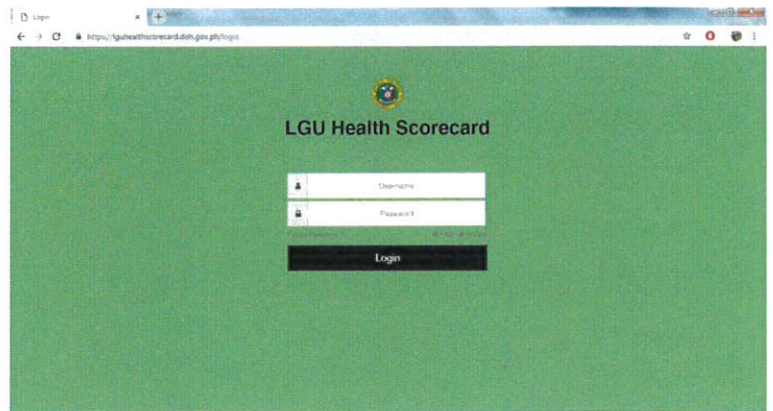 Login
https://lguhealthscorecard.doh.gov.ph/login
LGU Health Scorecard
Username
Password
Login